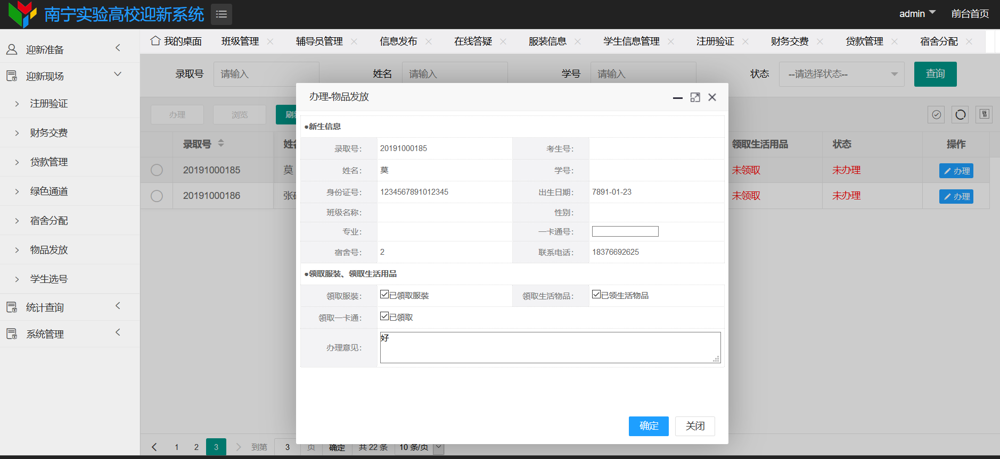 南宁实验高校迎新系统
admin
前台首页
迎新准备
迎新现场
注册验证
财务交费
贷款管理
绿色通道
宿舍分配
物品发放
学生选号
统计查询
系统管理
我的桌面 班级管理 辅导员管理 信息发布 在线答疑 服装信息 学生信息管理 注册验证 财务交费 贷款管理 宿舍分配
录取号 请输入 姓名 请输入 学号 请输入 状态 --请选择状态-- 查询
办理 浏览
录取号 领取生活用品 状态 操作
20191000185 莫 未领取 未办理 办理
20191000186 张 未领取 未办理 办理
办理-物品发放
●新生信息
录取号: 20191000185 考生号:
姓名: 莫 学号:
身份证号: 1234567891012345 出生日期: 7891-01-23
班级名称: 性别:
专业: 一卡通号:
宿舍号: 2 联系电话: 18376692625
●领取服装、领取生活用品
領取服裝: 已領取服裝 領取生活物品: 已领生活物品
領取一卡通: 已領取
办理意见: 好
确定 关闭
1 2 3 到第 3 页 确定 共 22 条 10 条/页